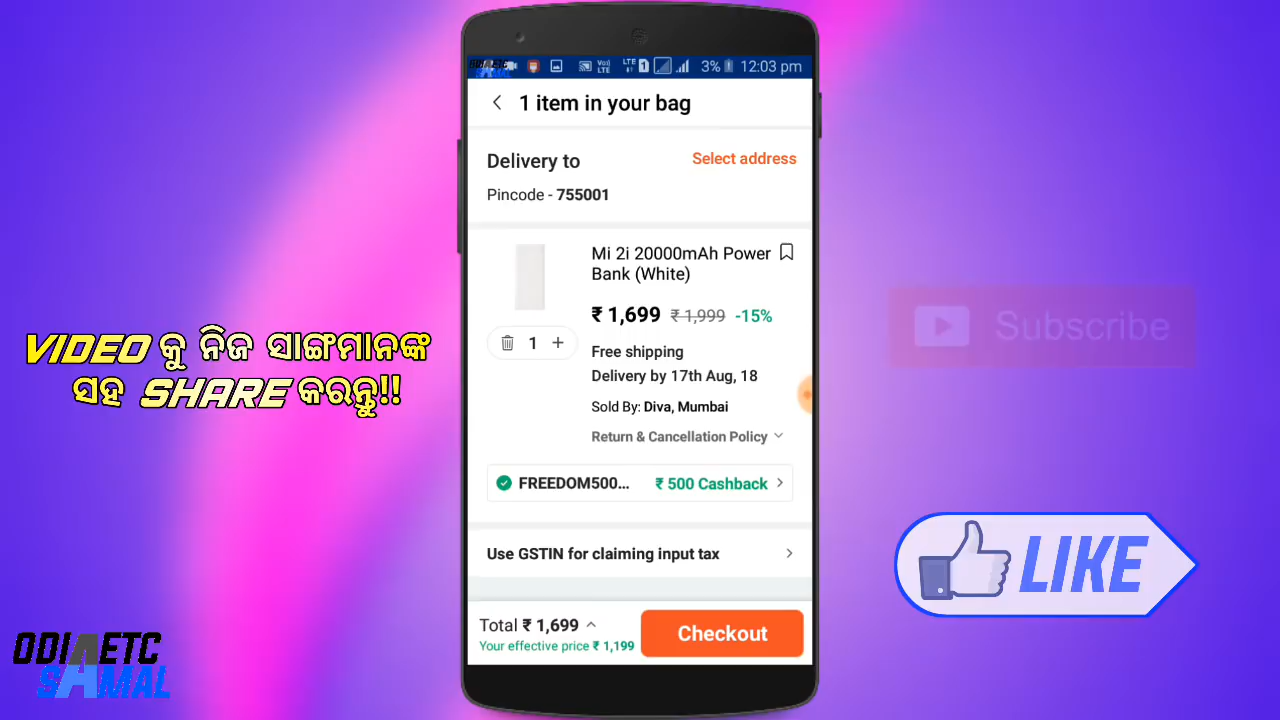 3% 12:03 pm
1 item in your bag
Delivery to
Select address
Pincode - 755001
Mi 2i 20000mAh Power
Bank (White)
₹ 1,699 ₹ 1,999 -15%
1 +
Free shipping
Delivery by 17th Aug, 18
Sold By: Diva, Mumbai
Return & Cancellation Policy
FREEDOM500... ₹ 500 Cashback
Use GSTIN for claiming input tax
Total ₹ 1,699
Your effective price ₹ 1,199
Checkout
VIDEO କୁ ନିଜ ସାଙ୍ଗମାନଙ୍କ
ସହ SHARE କରନ୍ତୁ!!
Subscribe
LIKE
ODIA ETC
SAMAL